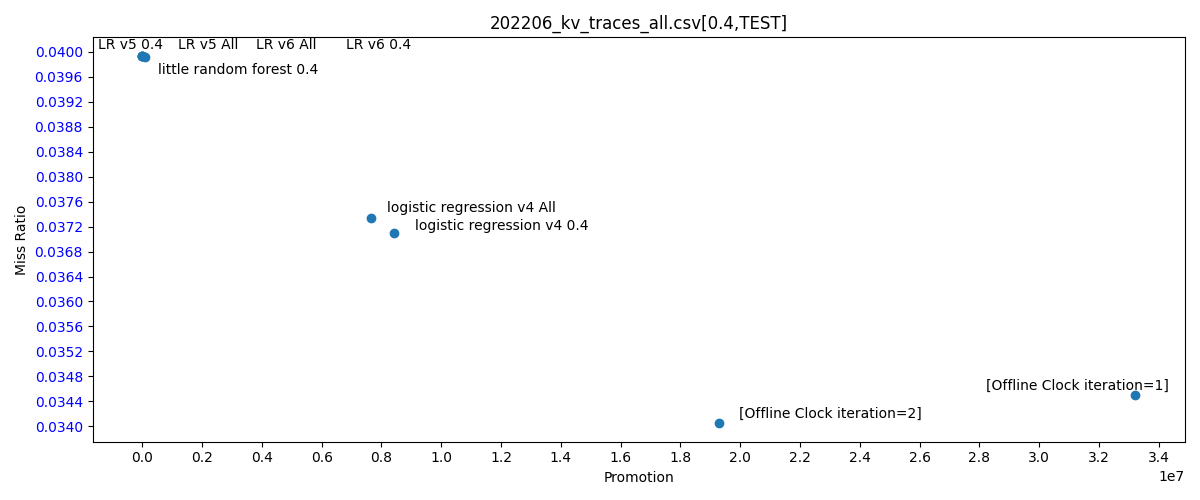 202206_kv_traces_all.csv[0.4,TEST]
LR v5 0.4 LR v5 All LR v6 All LR v6 0.4
little random forest 0.4
logistic regression v4 All
logistic regression v4 0.4
[Offline Clock iteration=1]
[Offline Clock iteration=2]
Miss Ratio
0.0400
0.0396
0.0392
0.0388
0.0384
0.0380
0.0376
0.0372
0.0368
0.0364
0.0360
0.0356
0.0352
0.0348
0.0344
0.0340
0.0 0.2 0.4 0.6 0.8 1.0 1.2 1.4 1.6 1.8 2.0 2.2 2.4 2.6 2.8 3.0 3.2 3.4
1e7
Promotion